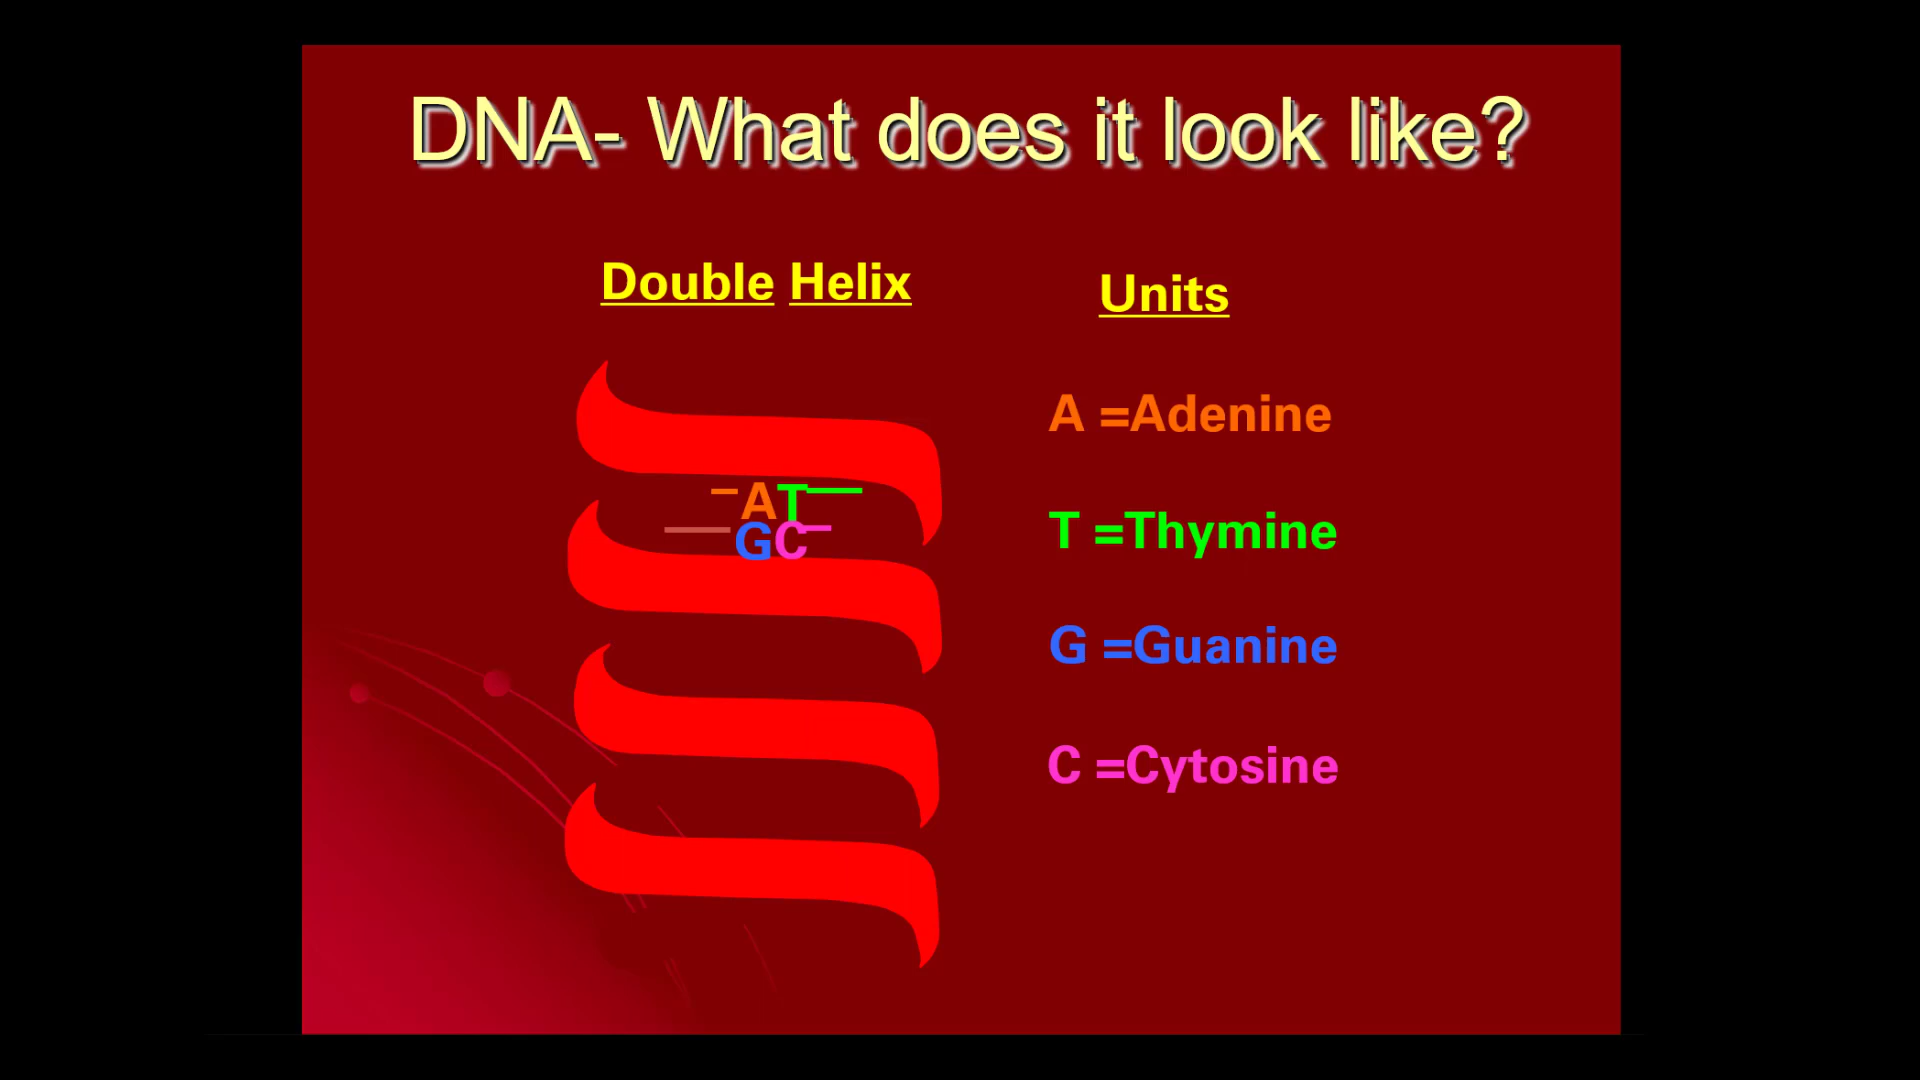 DNA- What does it look like?
Double Helix
Units
A =Adenine
AT
GC
T =Thymine
G =Guanine
C =Cytosine